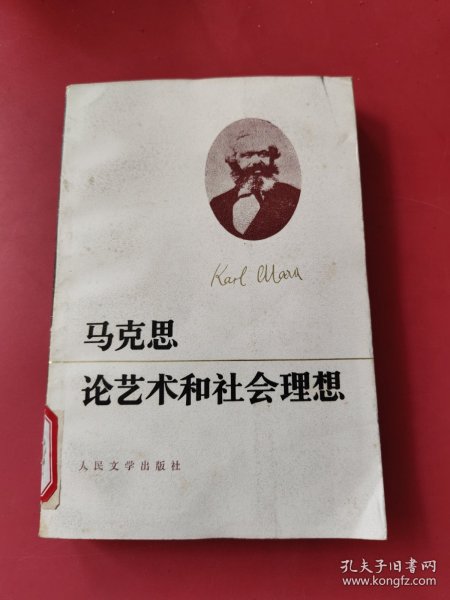 Karl Marx
马克思
论艺术和社会理想
人民文学出版社
孔夫子旧书网
www.kongfz.com